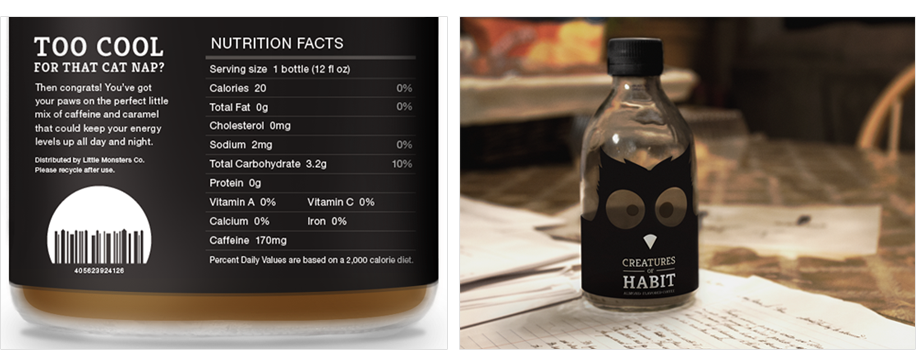 TOO COOL
FOR THAT CAT NAP?
Then congrats! You've got
your paws on the perfect little
mix of caffeine and caramel
that could keep your energy
levels up all day and night.
Distributed by Little Monsters Co.
Please recycle after use.
405623924126
NUTRITION FACTS
Serving size 1 bottle (12 fl oz)
Calories 20 0%
Total Fat 0g 0%
Cholesterol 0mg
Sodium 2mg 0%
Total Carbohydrate 3.2g 10%
Protein 0g
Vitamin A 0% Vitamin C 0%
Calcium 0% Iron 0%
Caffeine 170mg
Percent Daily Values are based on a 2,000 calorie diet.
CREATURES
OF
HABIT